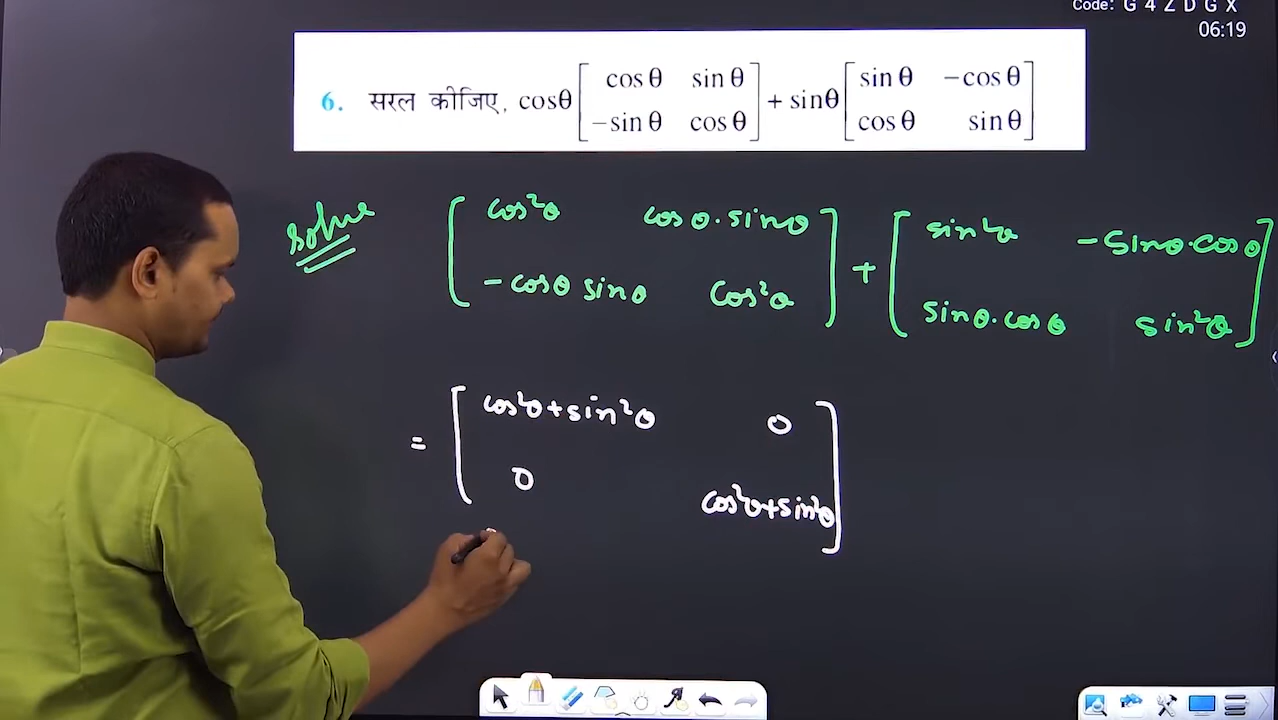 Code: G 4 Z D G X
06:19
6. सरल कीजिए, cosθ [ cosθ sinθ ] + sinθ [ sinθ −cosθ ]
−sinθ cosθ cosθ sinθ
Solve
[ cos²θ cosθ·sinθ ] + [ sin²θ −sinθ·cosθ ]
−cosθ sinθ cos²θ sinθ·cosθ sin²θ
= [ cos²θ+sin²θ 0 ]
0 cos²θ+sin²θ